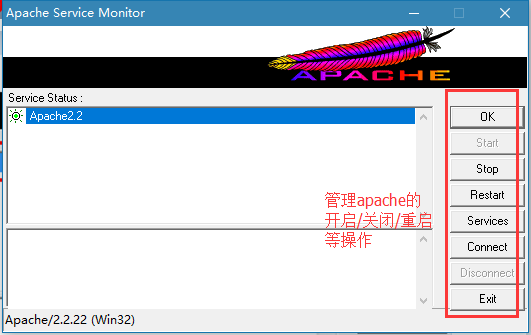 Apache Service Monitor
APACHE
Service Status :
Apache2.2
OK
Start
Stop
Restart
Services
Connect
Disconnect
Exit
管理apache的
开启/关闭/重启
等操作
Apache/2.2.22 (Win32)